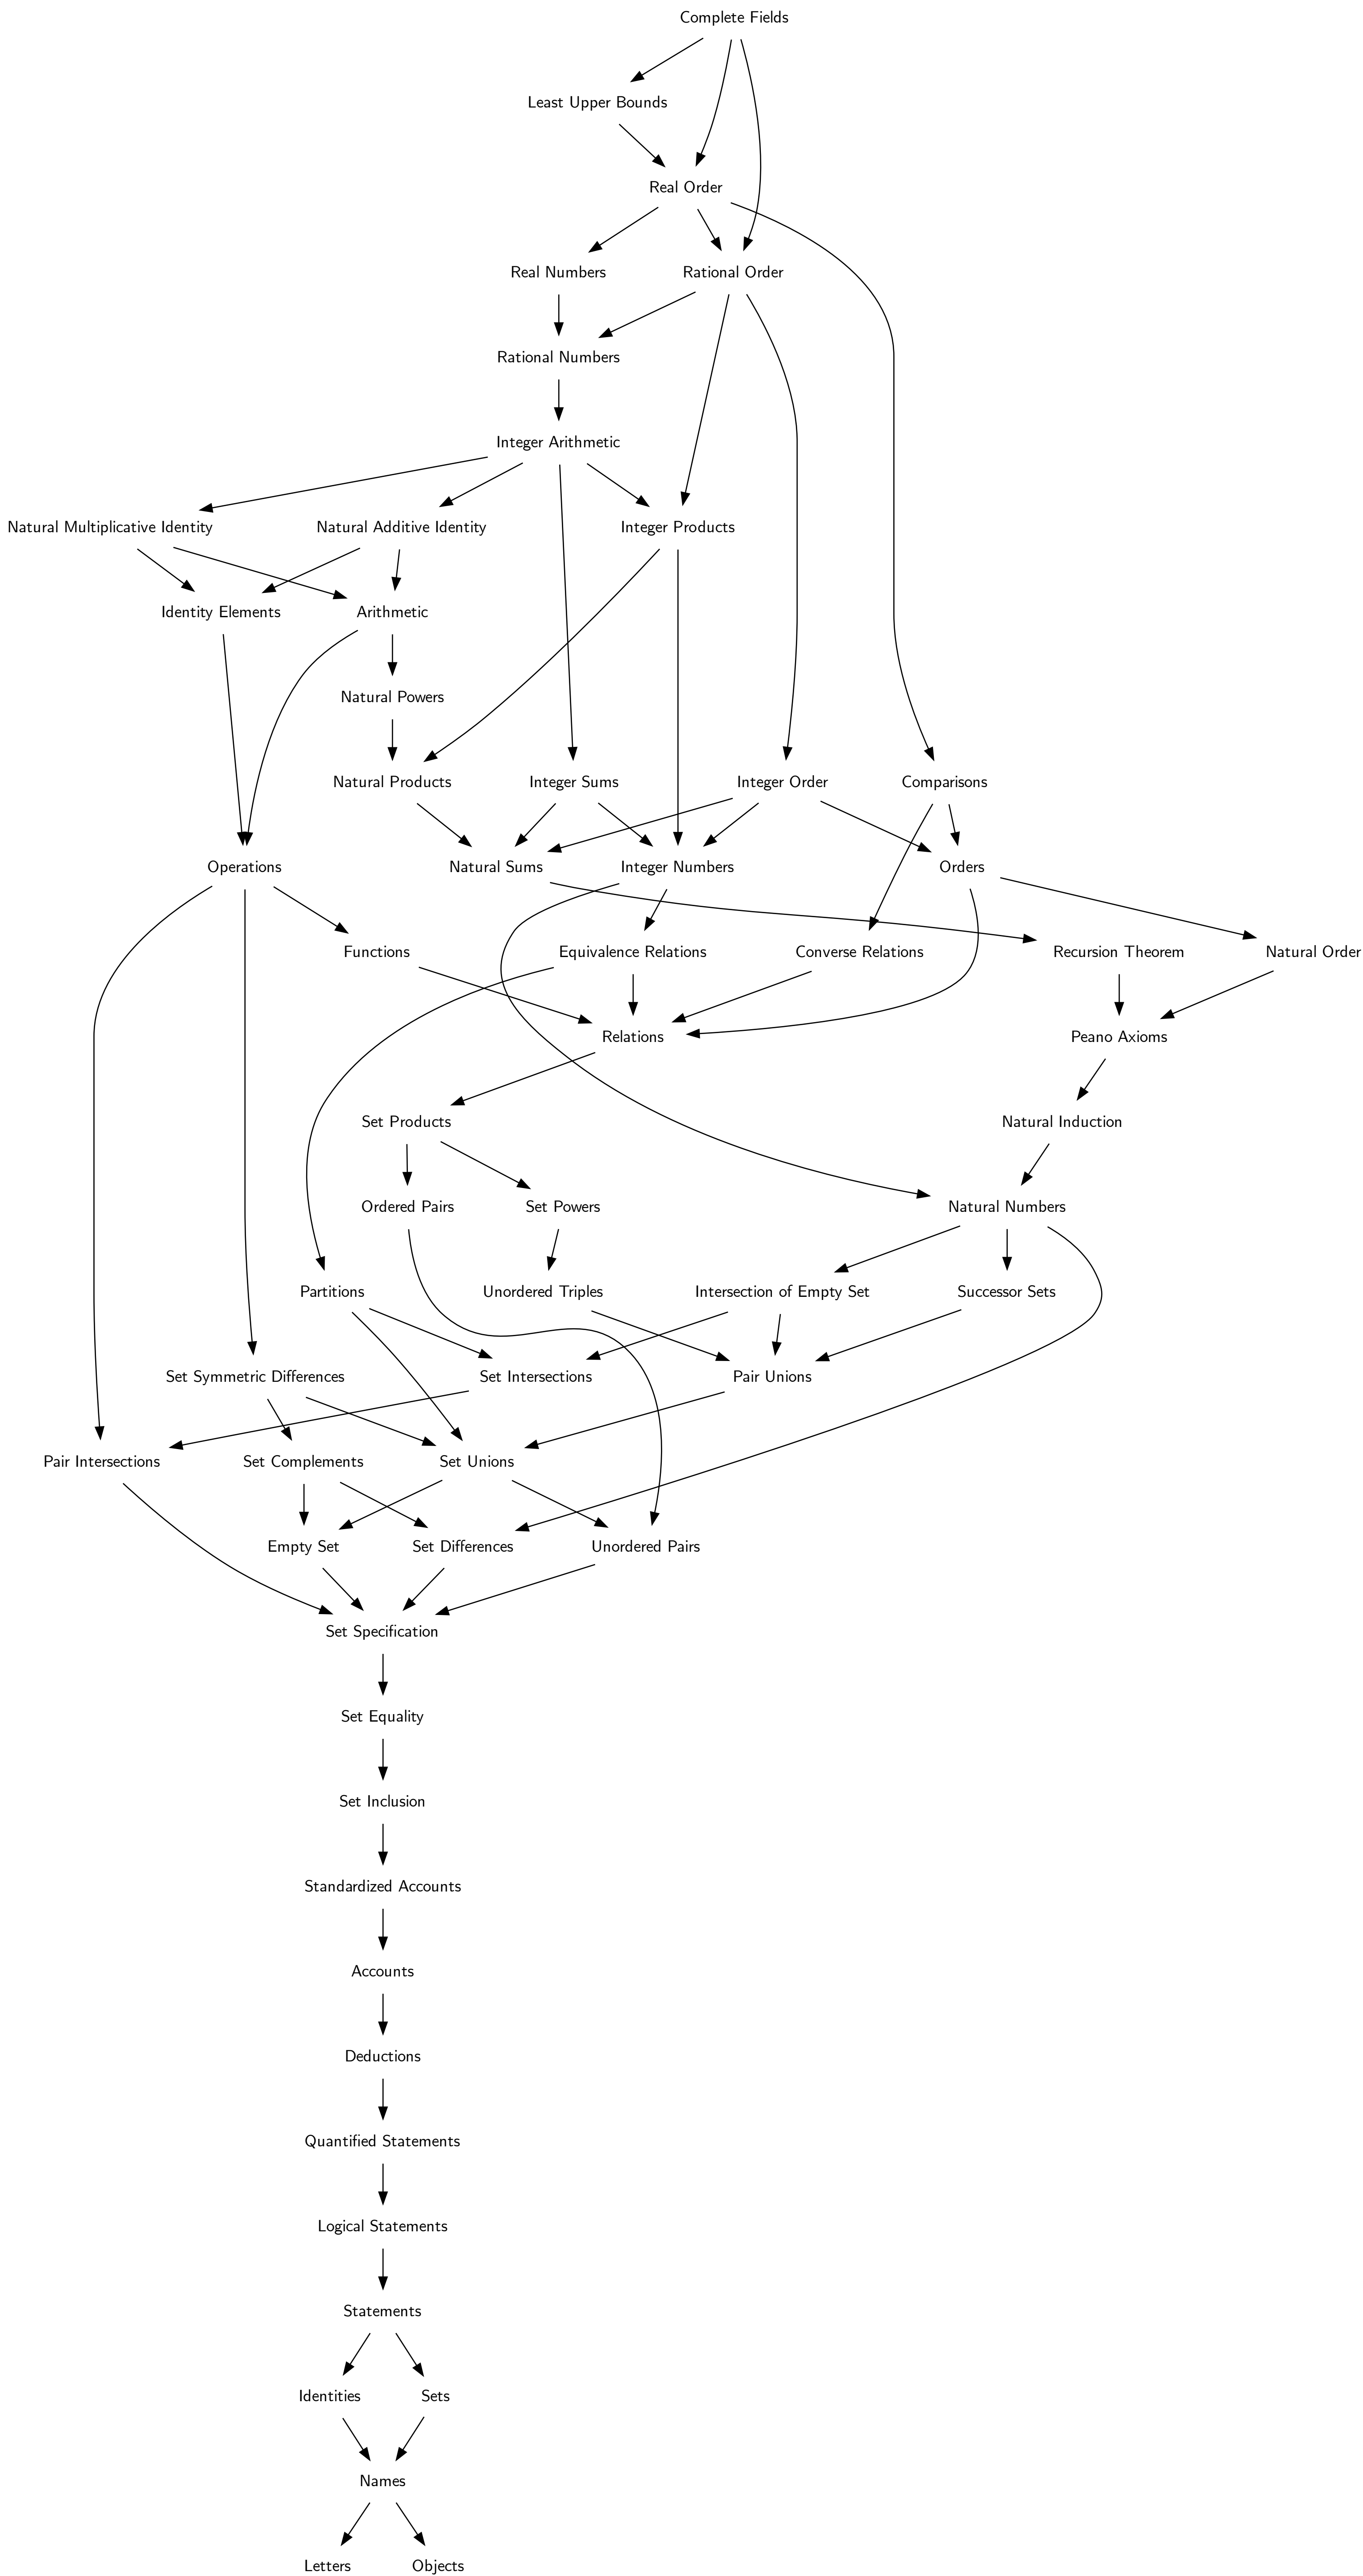 Complete Fields
Least Upper Bounds
Real Order
Real Numbers
Rational Order
Rational Numbers
Integer Arithmetic
Natural Multiplicative Identity
Natural Additive Identity
Integer Products
Identity Elements
Arithmetic
Natural Powers
Natural Products
Integer Sums
Integer Order
Comparisons
Operations
Natural Sums
Integer Numbers
Orders
Functions
Equivalence Relations
Converse Relations
Recursion Theorem
Natural Order
Relations
Peano Axioms
Set Products
Natural Induction
Ordered Pairs
Set Powers
Natural Numbers
Partitions
Unordered Triples
Intersection of Empty Set
Successor Sets
Set Symmetric Differences
Set Intersections
Pair Unions
Pair Intersections
Set Complements
Set Unions
Empty Set
Set Differences
Unordered Pairs
Set Specification
Set Equality
Set Inclusion
Standardized Accounts
Accounts
Deductions
Quantified Statements
Logical Statements
Statements
Identities
Sets
Names
Letters
Objects